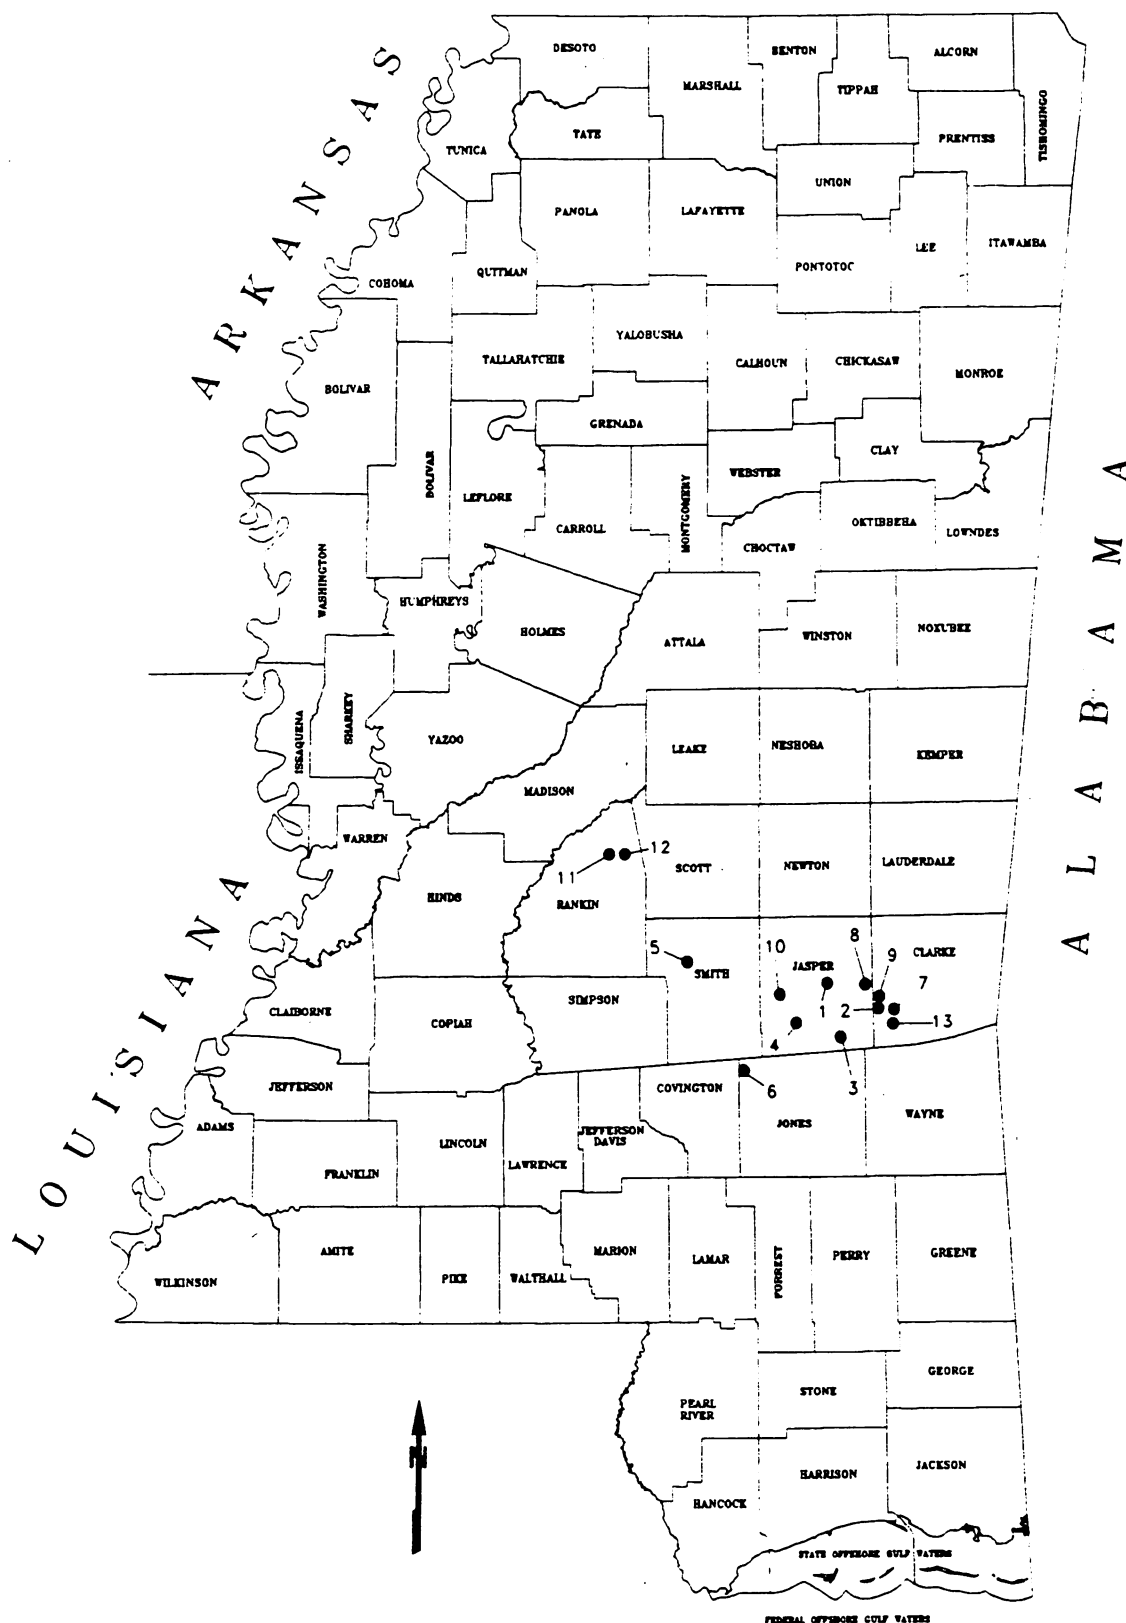 DESOTO
BENTON
ALCORN
MARSHALL
TIPPAH
TISHOMINGO
TATE
PRENTISS
TUNICA
UNION
PANOLA
LAFAYETTE
LEE
ITAWAMBA
QUITMAN
PONTOTOC
COHOMA
ARKANSAS
YALOBUSHA
TALLAHATCHIE
CALHOUN
CHICKASAW
MONROE
BOLIVAR
GRENADA
CLAY
BOLIVAR
WEBSTER
LEFLORE
MONTGOMERY
CARROLL
OKTIBBEHA
LOWNDES
CHOCTAW
WASHINGTON
HUMPHREYS
HOLMES
ATTALA
WINSTON
NOXUBEE
ALABAMA
ISSAQUENA
SHARKEY
YAZOO
LEAKE
NESHOBA
KEMPER
MADISON
WARREN
12
11
SCOTT
NEWTON
LAUDERDALE
HINDS
RANKIN
LOUISIANA
5
SMITH
10
JASPER
8
CLARKE
9
7
CLAIBORNE
SIMPSON
COPIAH
1
2
13
4
3
JEFFERSON
COVINGTON
6
ADAMS
JONES
WAYNE
LINCOLN
JEFFERSON
DAVIS
LAWRENCE
FRANKLIN
AMITE
MARION
LAMAR
FORREST
PERRY
GREENE
WILKINSON
PIKE
WALTHALL
GEORGE
STONE
PEARL
RIVER
N
HARRISON
JACKSON
HANCOCK
STATE OFFSHORE GULF WATERS
FEDERAL OFFSHORE GULF WATERS